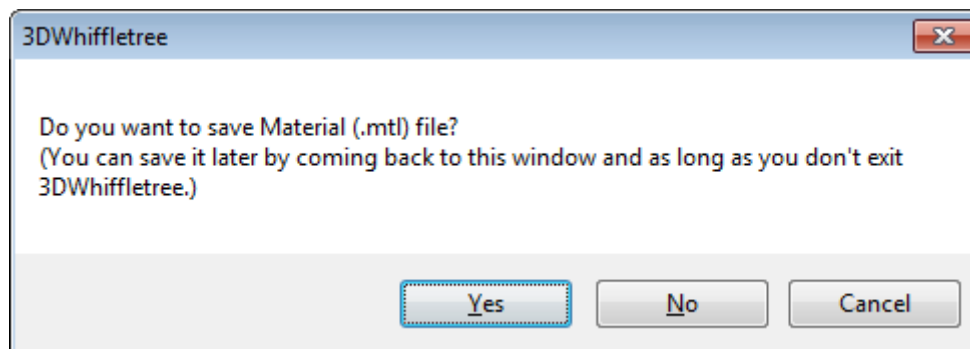 3DWhiffletree
Do you want to save Material (.mtl) file?
(You can save it later by coming back to this window and as long as you don't exit
3DWhiffletree.)
Yes
No
Cancel